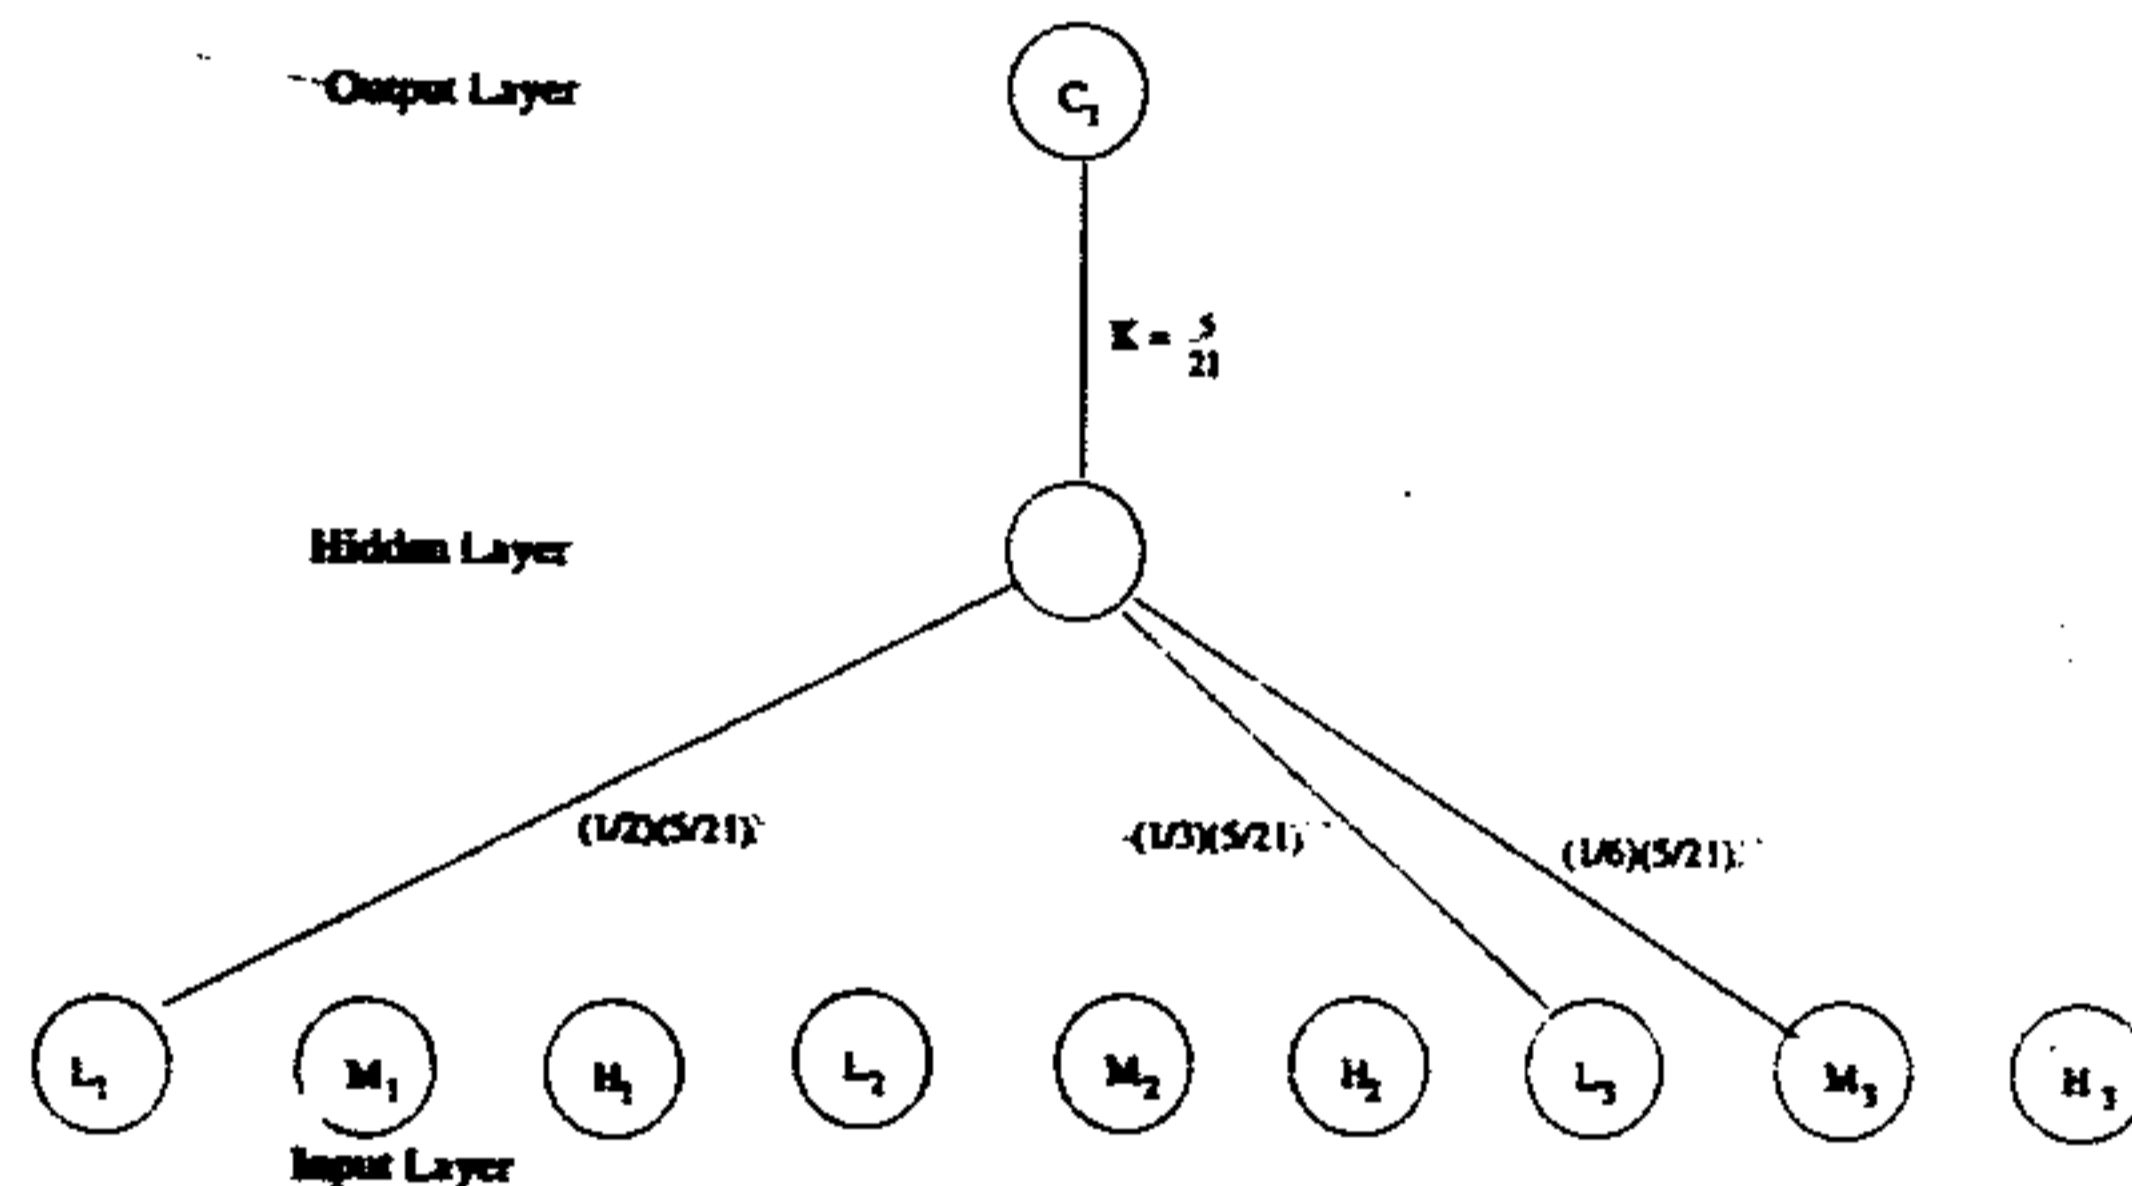 Output Layer
C1
K = 5/21
Hidden Layer
(1/2)(5/21)
(1/3)(5/21)
(1/6)(5/21)
L1 M1 H1 L2 M2 H2 L3 M3 H3
Input Layer